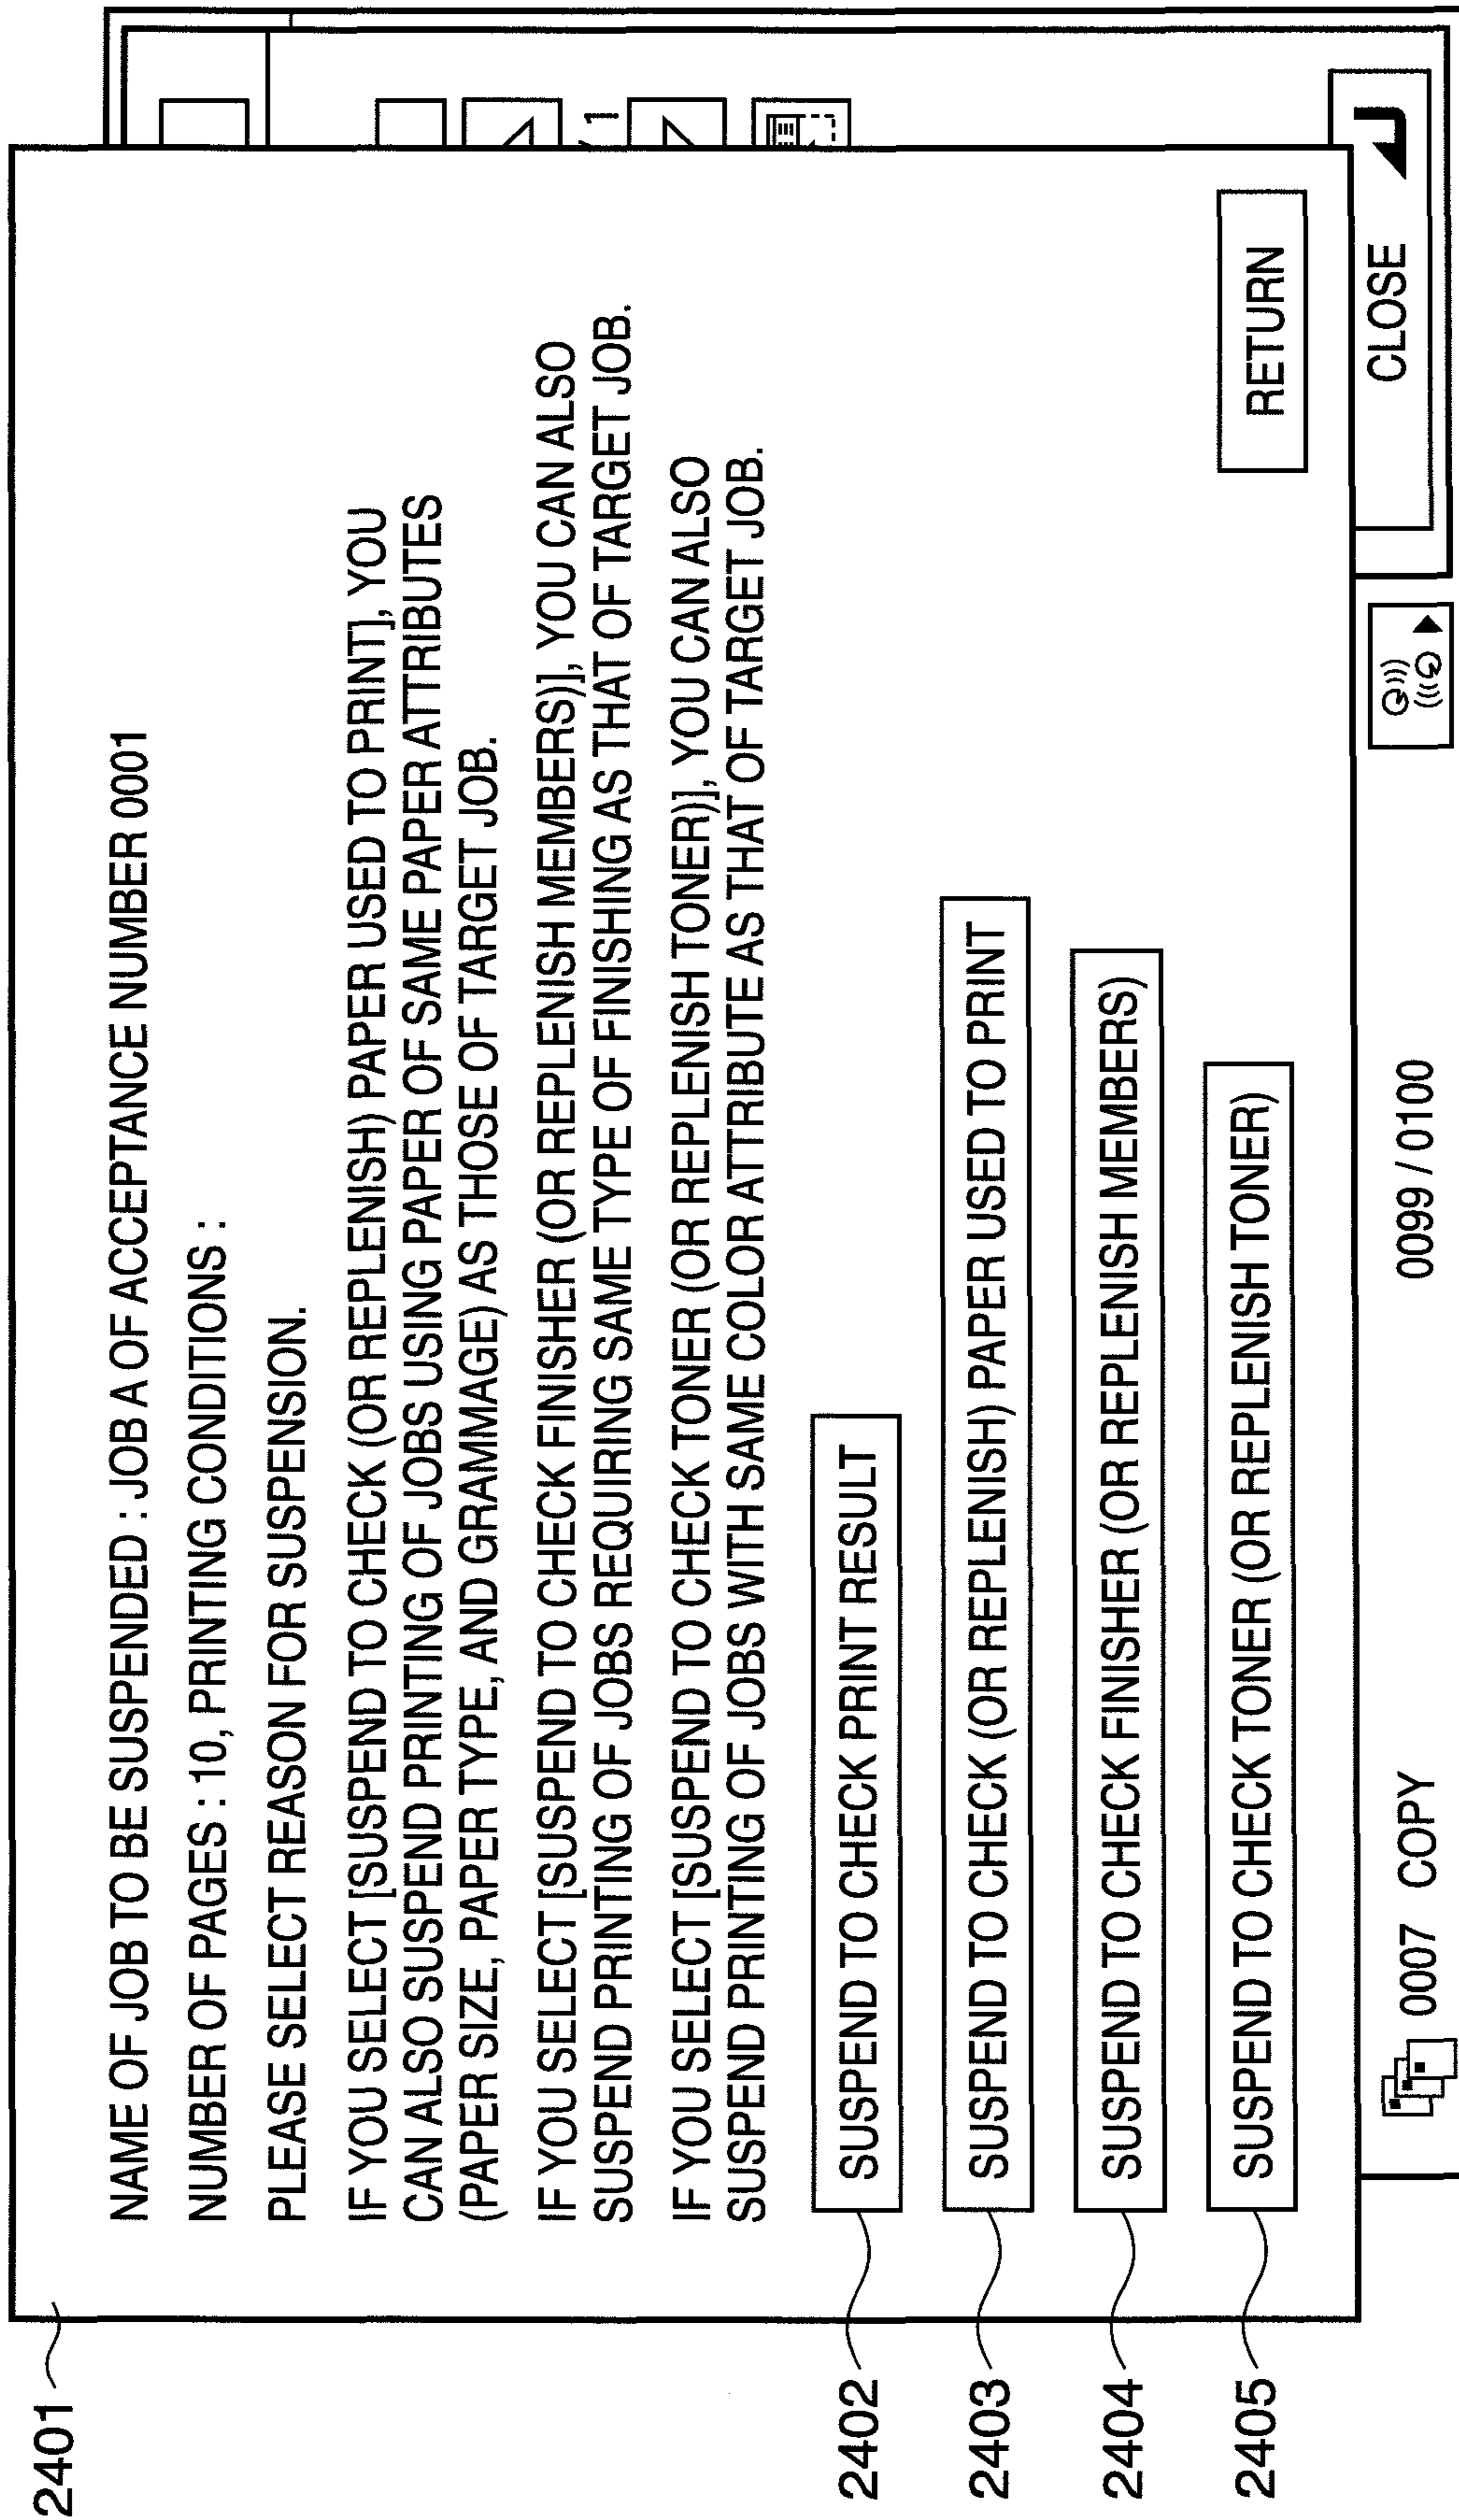 2401
NAME OF JOB TO BE SUSPENDED : JOB A OF ACCEPTANCE NUMBER 0001
NUMBER OF PAGES : 10, PRINTING CONDITIONS :
PLEASE SELECT REASON FOR SUSPENSION.
IF YOU SELECT [SUSPEND TO CHECK (OR REPLENISH) PAPER USED TO PRINT], YOU
CAN ALSO SUSPEND PRINTING OF JOBS USING PAPER OF SAME PAPER ATTRIBUTES
(PAPER SIZE, PAPER TYPE, AND GRAMMAGE) AS THOSE OF TARGET JOB.
IF YOU SELECT [SUSPEND TO CHECK FINISHER (OR REPLENISH MEMBERS)], YOU CAN ALSO
SUSPEND PRINTING OF JOBS REQUIRING SAME TYPE OF FINISHING AS THAT OF TARGET JOB.
IF YOU SELECT [SUSPEND TO CHECK TONER (OR REPLENISH TONER)], YOU CAN ALSO
SUSPEND PRINTING OF JOBS WITH SAME COLOR ATTRIBUTE AS THAT OF TARGET JOB.
2402 SUSPEND TO CHECK PRINT RESULT
2403 SUSPEND TO CHECK (OR REPLENISH) PAPER USED TO PRINT
2404 SUSPEND TO CHECK FINISHER (OR REPLENISH MEMBERS)
2405 SUSPEND TO CHECK TONER (OR REPLENISH TONER)
RETURN
/ 1
0007 COPY 0099 / 0100
CLOSE